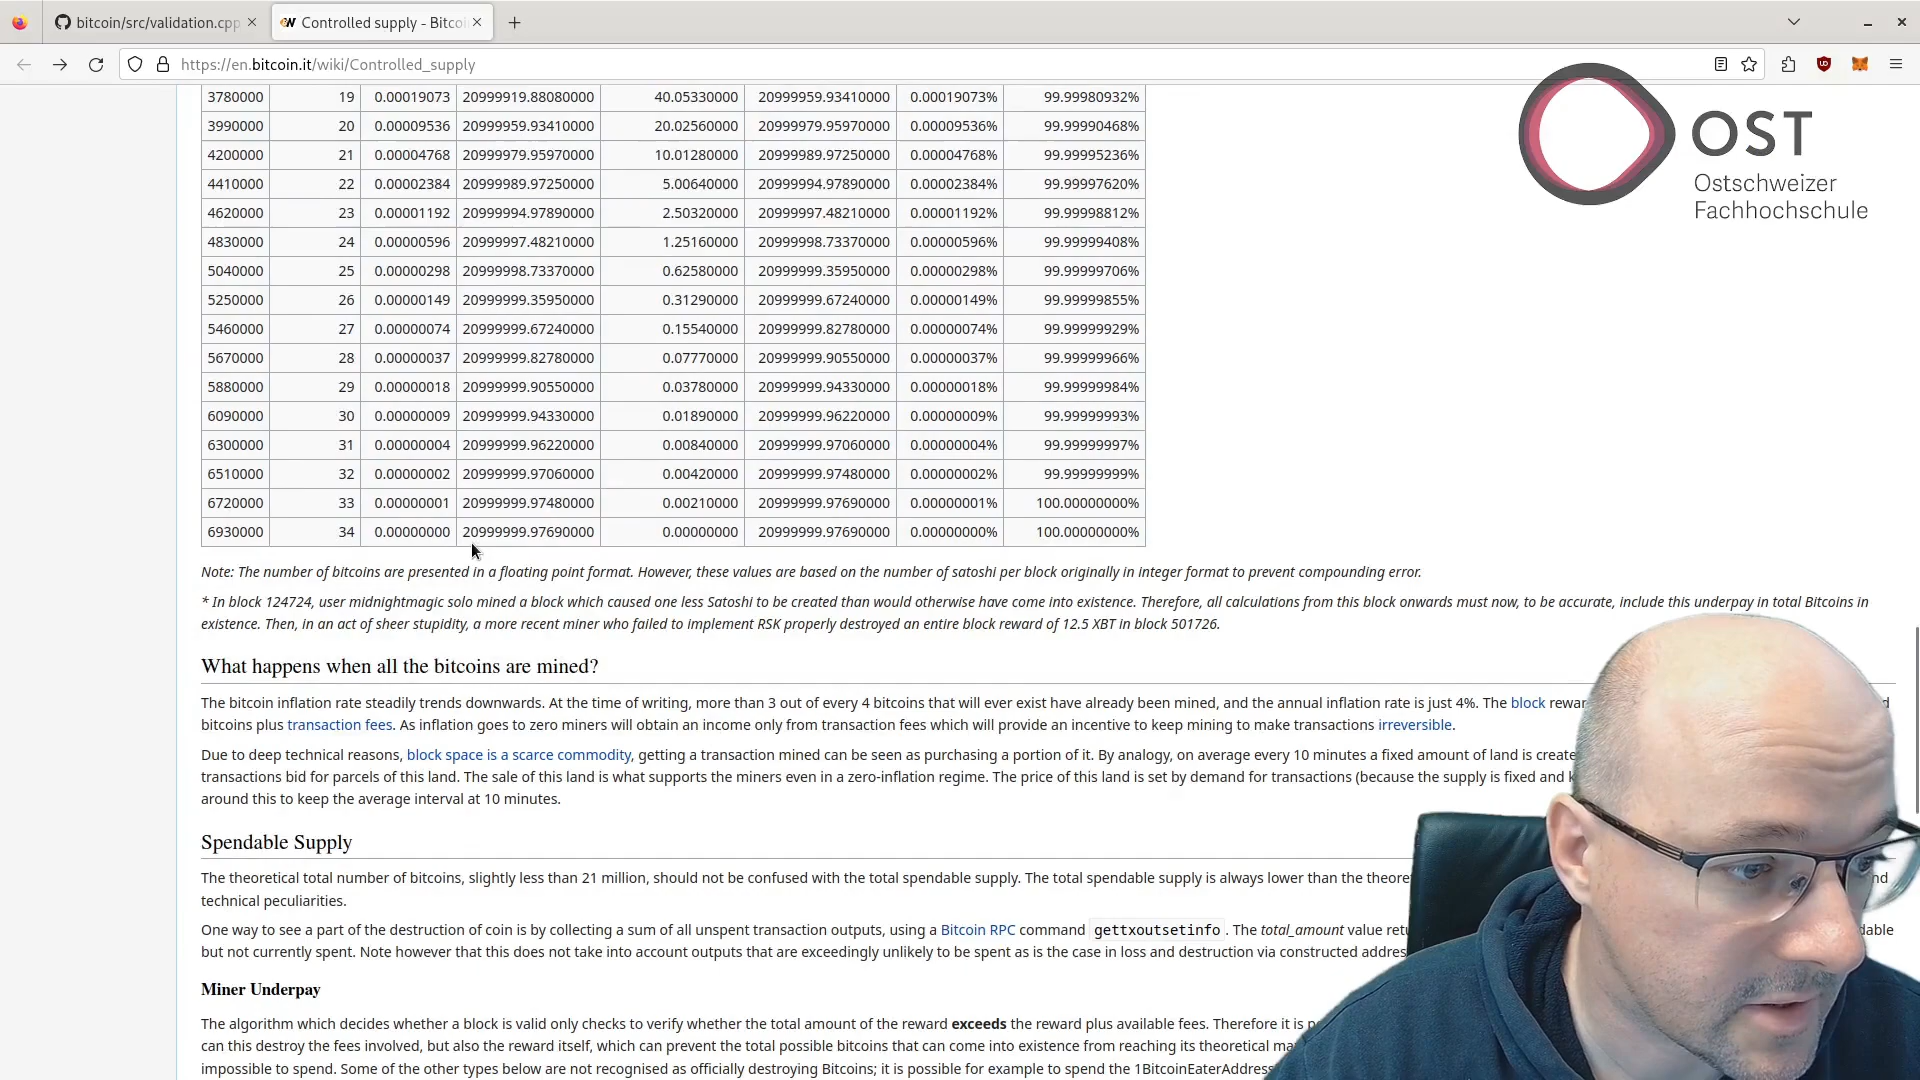 bitcoin/src/validation.cpp
Controlled supply - Bitco
https://en.bitcoin.it/wiki/Controlled_supply
OST
Ostschweizer
Fachhochschule
3780000 19 0.00019073 20999919.88080000 40.05330000 20999959.93410000 0.00019073% 99.99980932%
3990000 20 0.00009536 20999959.93410000 20.02560000 20999979.95970000 0.00009536% 99.99990468%
4200000 21 0.00004768 20999979.95970000 10.01280000 20999989.97250000 0.00004768% 99.99995236%
4410000 22 0.00002384 20999989.97250000 5.00640000 20999994.97890000 0.00002384% 99.99997620%
4620000 23 0.00001192 20999994.97890000 2.50320000 20999997.48210000 0.00001192% 99.99998812%
4830000 24 0.00000596 20999997.48210000 1.25160000 20999998.73370000 0.00000596% 99.99999408%
5040000 25 0.00000298 20999998.73370000 0.62580000 20999999.35950000 0.00000298% 99.99999706%
5250000 26 0.00000149 20999999.35950000 0.31290000 20999999.67240000 0.00000149% 99.99999855%
5460000 27 0.00000074 20999999.67240000 0.15540000 20999999.82780000 0.00000074% 99.99999929%
5670000 28 0.00000037 20999999.82780000 0.07770000 20999999.90550000 0.00000037% 99.99999966%
5880000 29 0.00000018 20999999.90550000 0.03780000 20999999.94330000 0.00000018% 99.99999984%
6090000 30 0.00000009 20999999.94330000 0.01890000 20999999.96220000 0.00000009% 99.99999993%
6300000 31 0.00000004 20999999.96220000 0.00840000 20999999.97060000 0.00000004% 99.99999997%
6510000 32 0.00000002 20999999.97060000 0.00420000 20999999.97480000 0.00000002% 99.99999999%
6720000 33 0.00000001 20999999.97480000 0.00210000 20999999.97690000 0.00000001% 100.00000000%
6930000 34 0.00000000 20999999.97690000 0.00000000 20999999.97690000 0.00000000% 100.00000000%
Note: The number of bitcoins are presented in a floating point format. However, these values are based on the number of satoshi per block originally in integer format to prevent compounding error.
* In block 124724, user midnightmagic solo mined a block which caused one less Satoshi to be created than would otherwise have come into existence. Therefore, all calculations from this block onwards must now, to be accurate, include this underpay in total Bitcoins in
existence. Then, in an act of sheer stupidity, a more recent miner who failed to implement RSK properly destroyed an entire block reward of 12.5 XBT in block 501726.
What happens when all the bitcoins are mined?
The bitcoin inflation rate steadily trends downwards. At the time of writing, more than 3 out of every 4 bitcoins that will ever exist have already been mined, and the annual inflation rate is just 4%. The block rewar
bitcoins plus transaction fees. As inflation goes to zero miners will obtain an income only from transaction fees which will provide an incentive to keep mining to make transactions irreversible.
Due to deep technical reasons, block space is a scarce commodity, getting a transaction mined can be seen as purchasing a portion of it. By analogy, on average every 10 minutes a fixed amount of land is create
transactions bid for parcels of this land. The sale of this land is what supports the miners even in a zero-inflation regime. The price of this land is set by demand for transactions (because the supply is fixed and k
around this to keep the average interval at 10 minutes.
Spendable Supply
The theoretical total number of bitcoins, slightly less than 21 million, should not be confused with the total spendable supply. The total spendable supply is always lower than the theore nd
technical peculiarities.
One way to see a part of the destruction of coin is by collecting a sum of all unspent transaction outputs, using a Bitcoin RPC command gettxoutsetinfo. The total_amount value retu dable
but not currently spent. Note however that this does not take into account outputs that are exceedingly unlikely to be spent as is the case in loss and destruction via constructed addres
Miner Underpay
The algorithm which decides whether a block is valid only checks to verify whether the total amount of the reward exceeds the reward plus available fees. Therefore it is p
can this destroy the fees involved, but also the reward itself, which can prevent the total possible bitcoins that can come into existence from reaching its theoretical ma
impossible to spend. Some of the other types below are not recognised as officially destroying Bitcoins; it is possible for example to spend the 1BitcoinEaterAddress